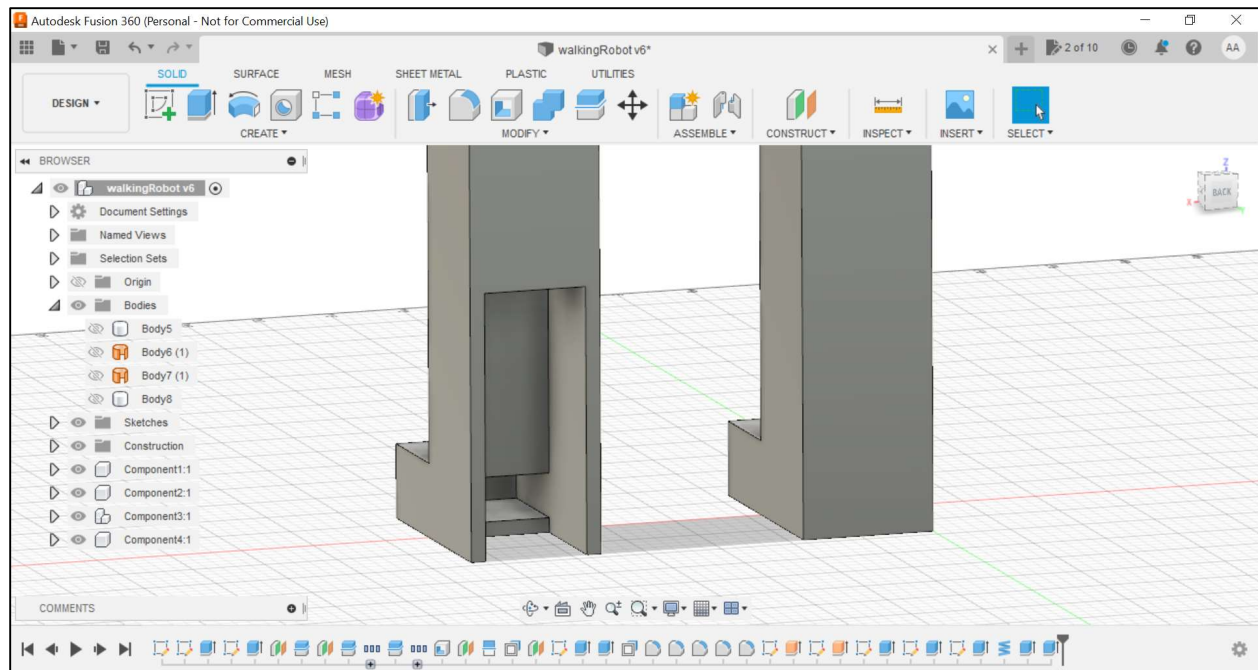 Autodesk Fusion 360 (Personal - Not for Commercial Use)
walkingRobot v6*
2 of 10
AA
DESIGN
SOLID
SURFACE
MESH
SHEET METAL
PLASTIC
UTILITIES
CREATE
MODIFY
ASSEMBLE
CONSTRUCT
INSPECT
INSERT
SELECT
BROWSER
walkingRobot v6
Document Settings
Named Views
Selection Sets
Origin
Bodies
Body5
Body6 (1)
Body7 (1)
Body8
Sketches
Construction
Component1:1
Component2:1
Component3:1
Component4:1
Z
X
BACK
COMMENTS